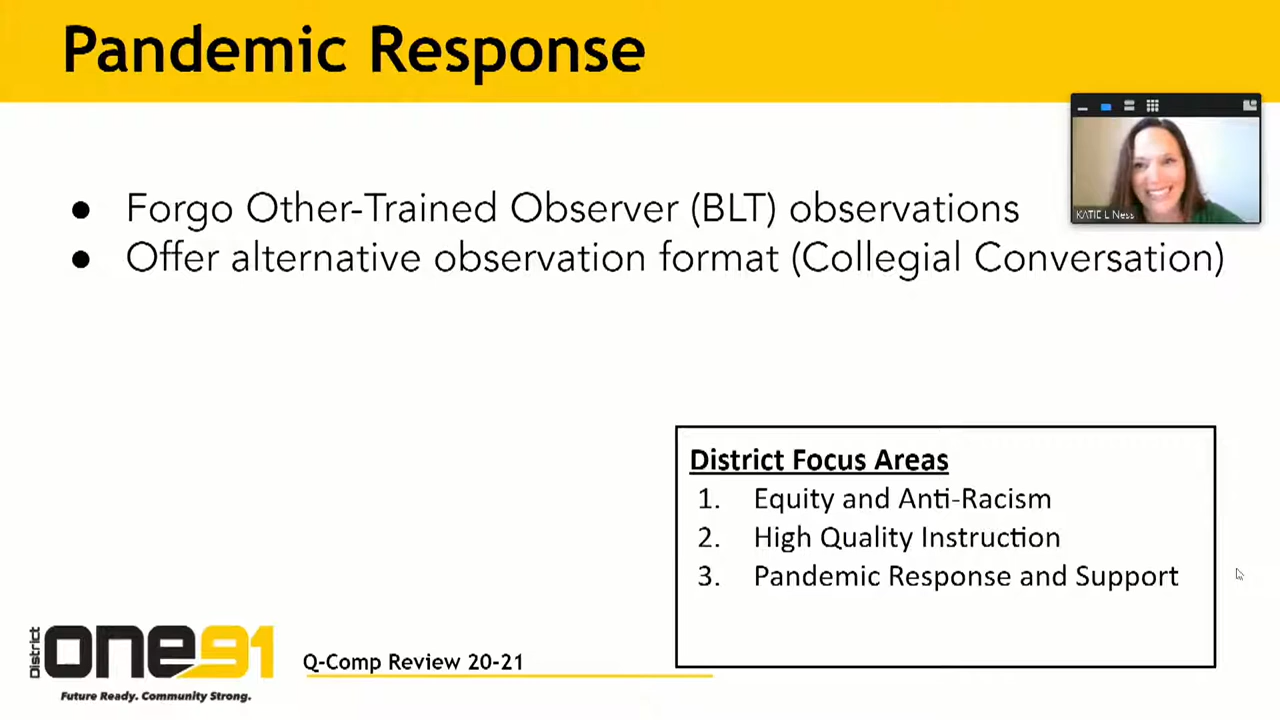 Pandemic Response
KATIE L Ness
● Forgo Other-Trained Observer (BLT) observations
● Offer alternative observation format (Collegial Conversation)
District Focus Areas
1. Equity and Anti-Racism
2. High Quality Instruction
3. Pandemic Response and Support
District one91
Future Ready. Community Strong.
Q-Comp Review 20-21